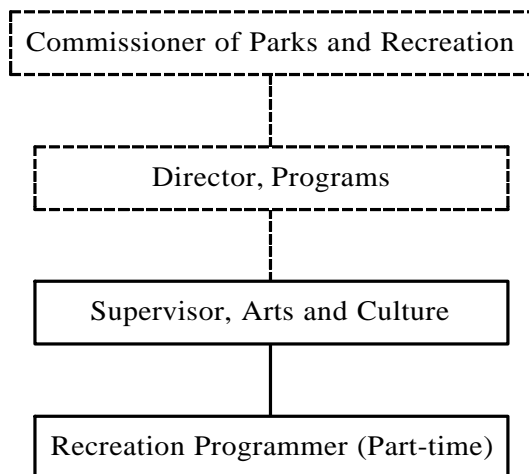 Commissioner of Parks and Recreation
Director, Programs
Supervisor, Arts and Culture
Recreation Programmer (Part-time)